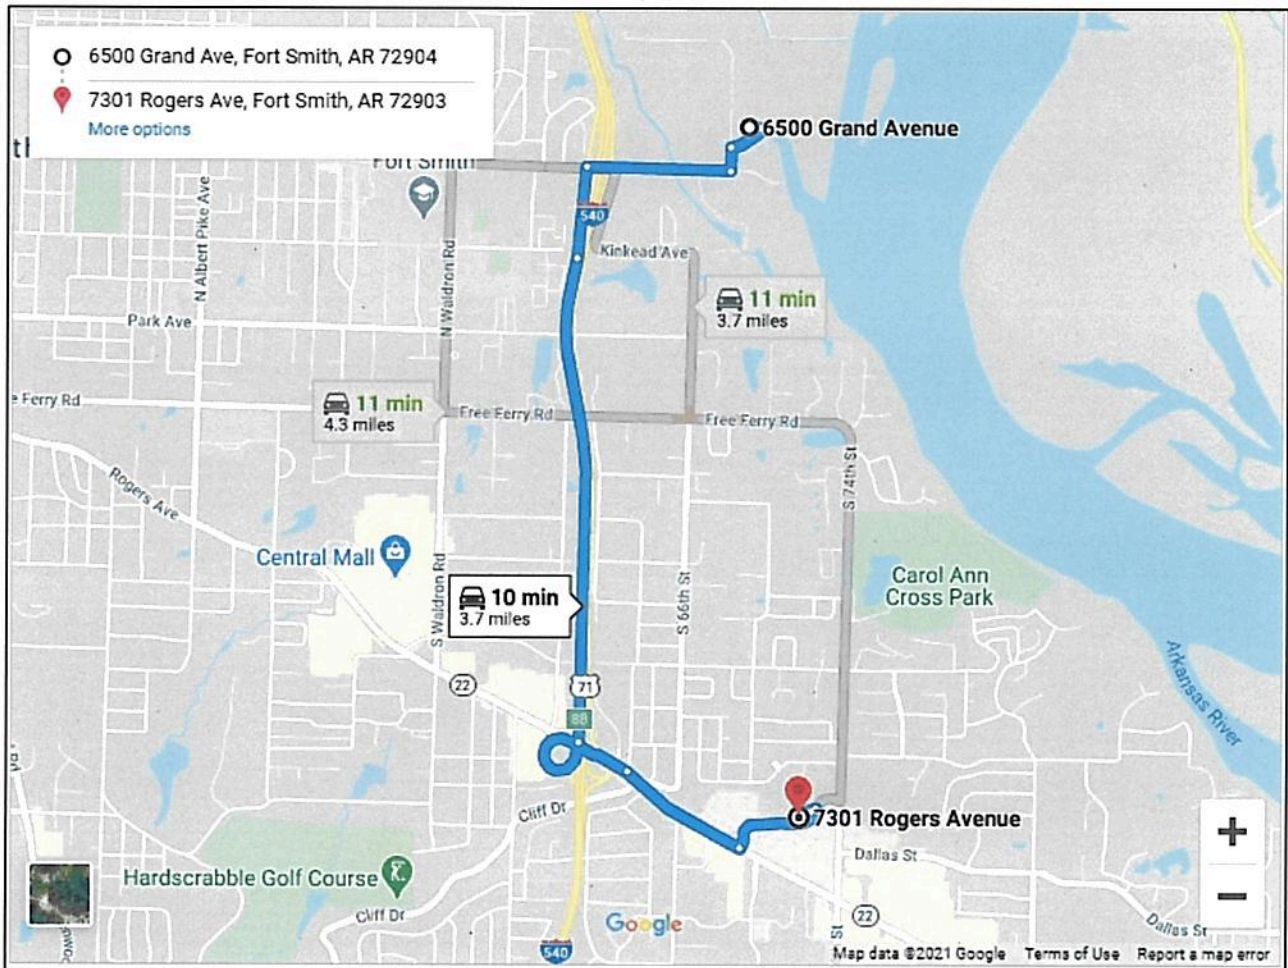 6500 Grand Ave, Fort Smith, AR 72904
7301 Rogers Ave, Fort Smith, AR 72903
More options
6500 Grand Avenue
Fort Smith
540
N Albert Pike Ave
N Waldron Rd
Kinkead Ave
11 min
3.7 miles
Park Ave
11 min
4.3 miles
e Ferry Rd
Free Ferry Rd
Free Ferry Rd
S 74th St
Rogers Ave
Central Mall
S Waldron Rd
10 min
3.7 miles
S 66th St
Carol Ann
Cross Park
Arkansas River
22
71
8B
Cliff Dr
7301 Rogers Avenue
Dallas St
Hardscrabble Golf Course
Cliff Dr
Google
22
St
Dallas St
540
Map data ©2021 Google
Terms of Use
Report a map error